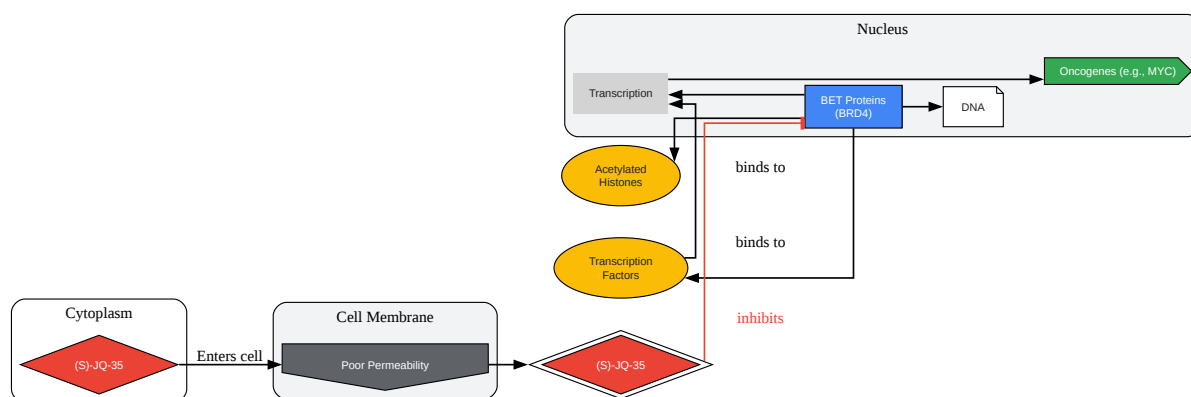 Nucleus
Oncogenes (e.g., MYC)
Transcription
BET Proteins
(BRD4)
DNA
Acetylated
Histones
binds to
binds to
Transcription
Factors
Cytoplasm
Cell Membrane
inhibits
Enters cell
(S)-JQ-35
Poor Permeability
(S)-JQ-35